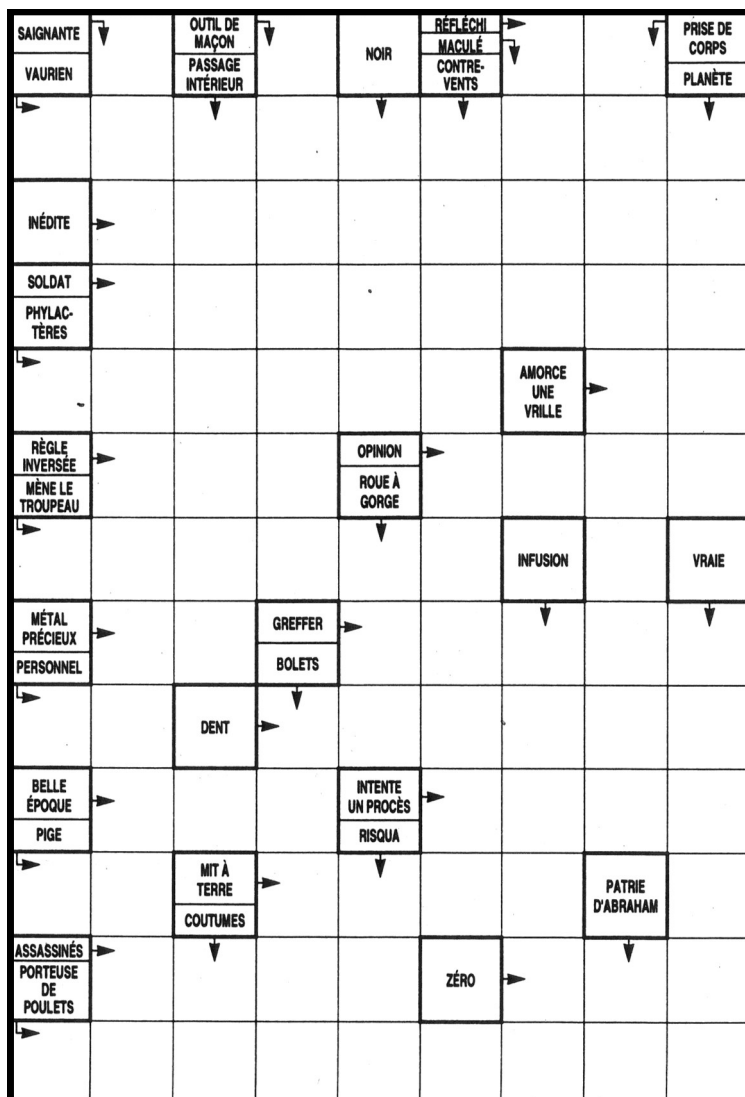 SAIGNANTE
VAURIEN
OUTIL DE
MAÇON
PASSAGE
INTÉRIEUR
NOIR
RÉFLÉCHI
MACULÉ
CONTRE-
VENTS
PRISE DE
CORPS
PLANÈTE
INÉDITE
SOLDAT
PHYLAC-
TÈRES
AMORCE
UNE
VRILLE
RÈGLE
INVERSÉE
MÈNE LE
TROUPEAU
OPINION
ROUE À
GORGE
INFUSION
VRAIE
MÉTAL
PRÉCIEUX
PERSONNEL
GREFFER
BOLETS
DENT
BELLE
ÉPOQUE
PIGE
INTENTE
UN PROCÈS
RISQUA
MIT À
TERRE
COUTUMES
PATRIE
D'ABRAHAM
ASSASSINÉS
PORTEUSE
DE
POULETS
ZÉRO